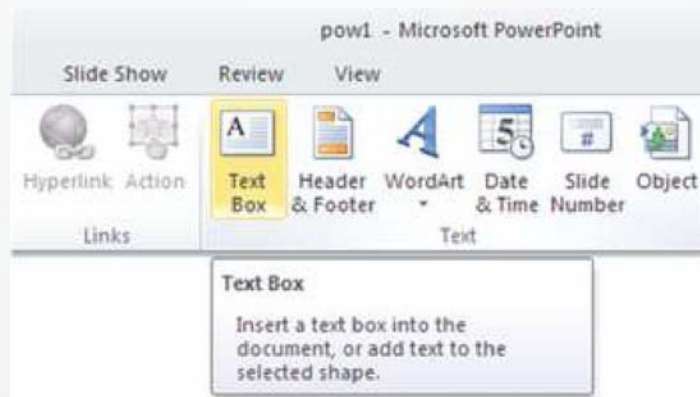 pow1 - Microsoft PowerPoint
Slide Show Review View
A
5
#
Hyperlink Action Text Box Header & Footer WordArt Date & Time Slide Number Object
Links Text
Text Box
Insert a text box into the
document, or add text to the
selected shape.